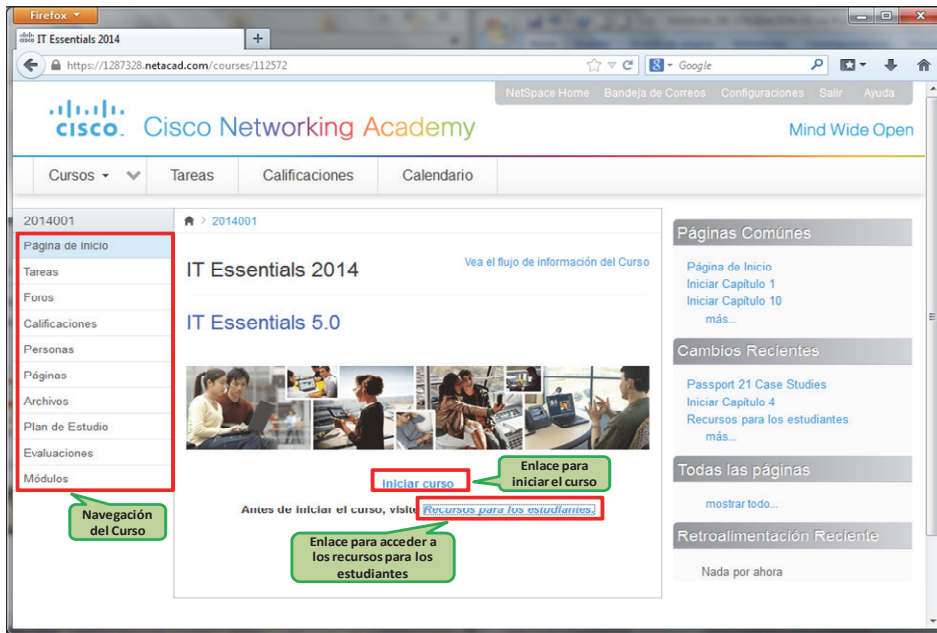 Firefox
IT Essentials 2014
https://1287328.netacad.com/courses/112572
Google
NetSpace Home Bandeja de Correos Configuraciones Salir Ayuda
CISCO. Cisco Networking Academy
Mind Wide Open
Cursos Tareas Calificaciones Calendario
2014001
Página de Inicio
Tareas
Foros
Calificaciones
Personas
Páginas
Archivos
Plan de Estudio
Evaluaciones
Módulos
Navegación
del Curso
2014001
IT Essentials 2014
Vea el flujo de información del Curso
IT Essentials 5.0
Iniciar curso
Enlace para
iniciar el curso
Antes de iniciar el curso, visite Recursos para los estudiantes.
Enlace para acceder a
los recursos para los
estudiantes
Páginas Comúnes
Página de Inicio
Iniciar Capítulo 1
Iniciar Capítulo 10
más...
Cambios Recientes
Passport 21 Case Studies
Iniciar Capítulo 4
Recursos para los estudiantes
más...
Todas las páginas
mostrar todo...
Retroalimentación Reciente
Nada por ahora